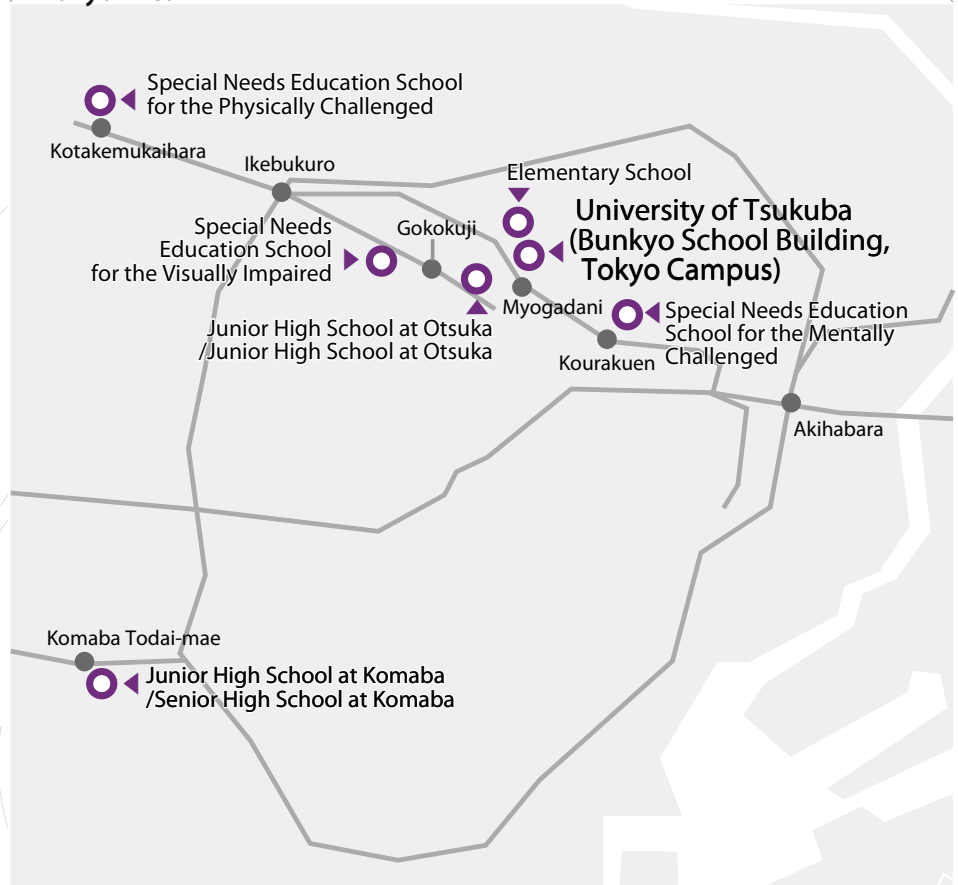 Special Needs Education School
for the Physically Challenged
Kotakemukaihara
Ikebukuro
Elementary School
University of Tsukuba
(Bunkyo School Building,
Tokyo Campus)
Special Needs
Education School
for the Visually Impaired
Gokokuji
Myogadani
Special Needs Education
School for the Mentally
Challenged
Junior High School at Otsuka
/Junior High School at Otsuka
Kourakuen
Akihabara
Komaba Todai-mae
Junior High School at Komaba
/Senior High School at Komaba